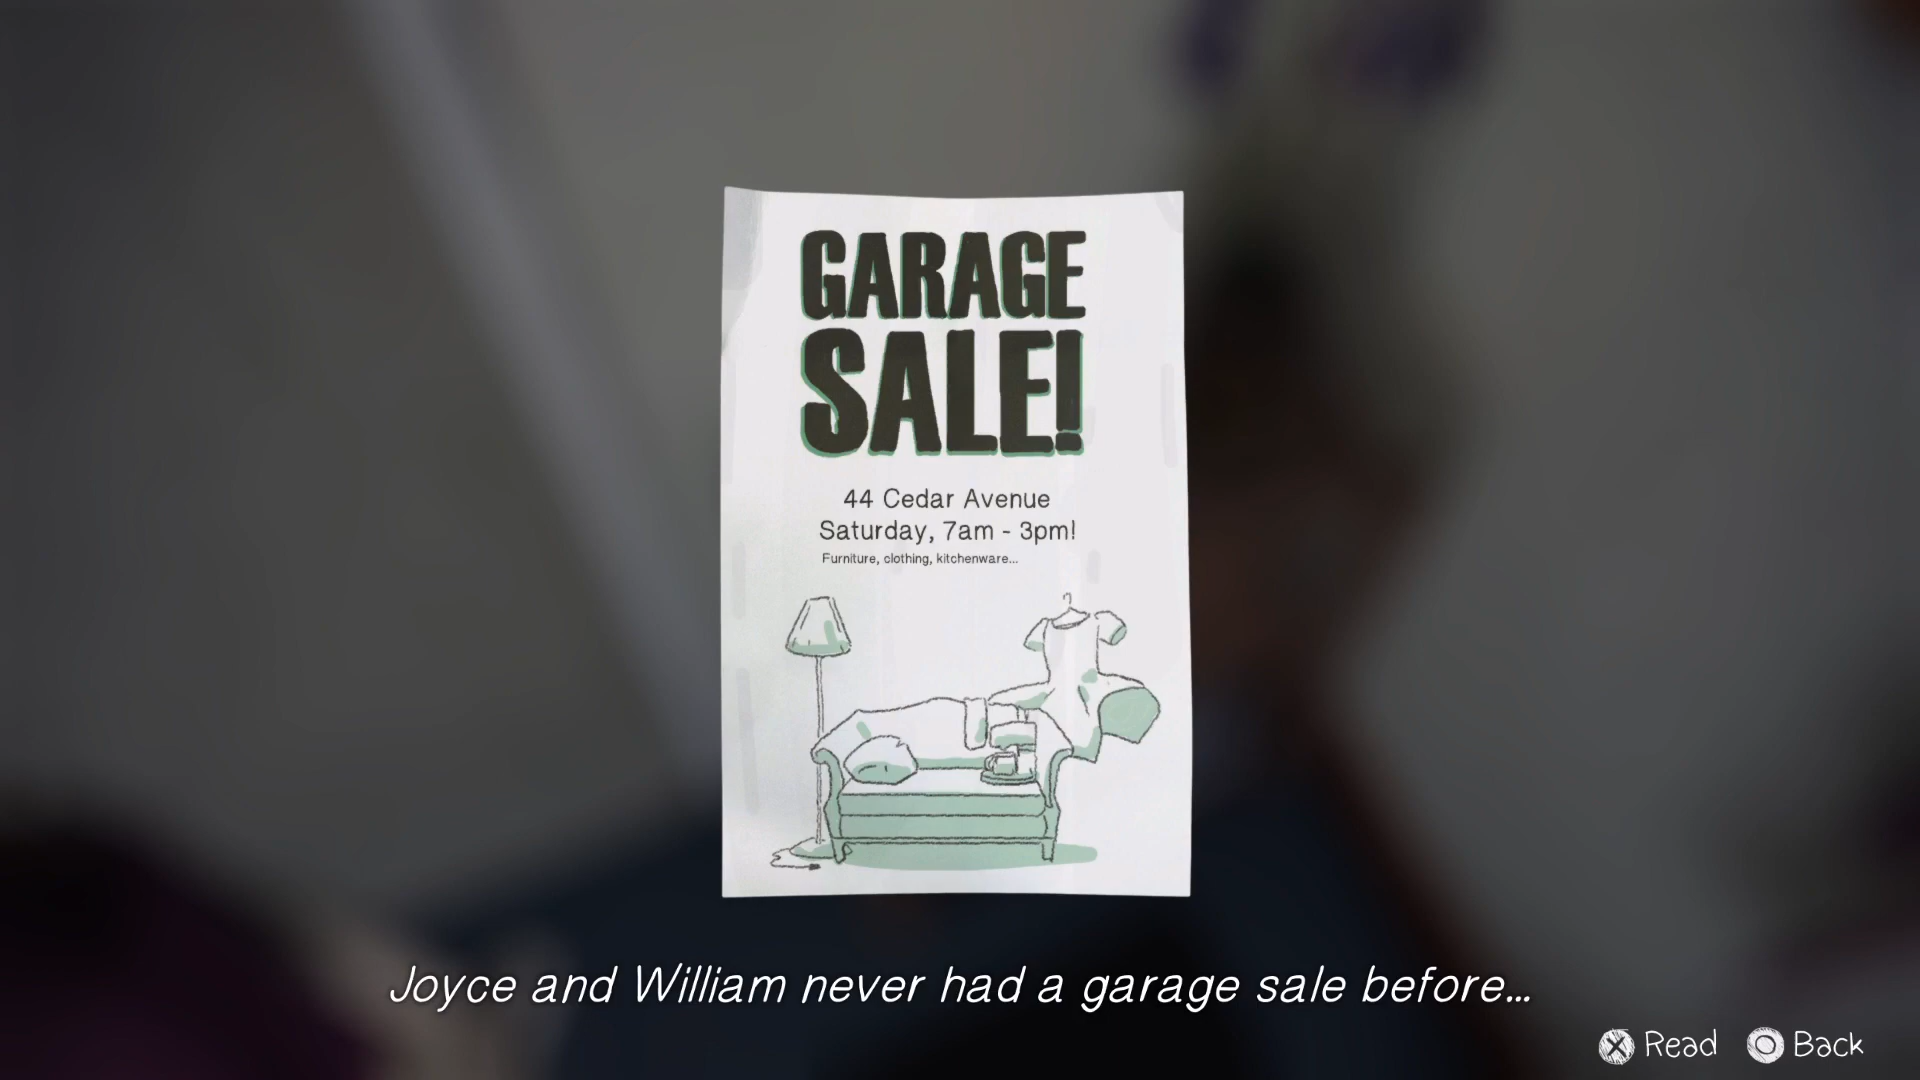 GARAGE
SALE!
44 Cedar Avenue
Saturday, 7am - 3pm!
Furniture, clothing, kitchenware...
Joyce and William never had a garage sale before...
Read
Back